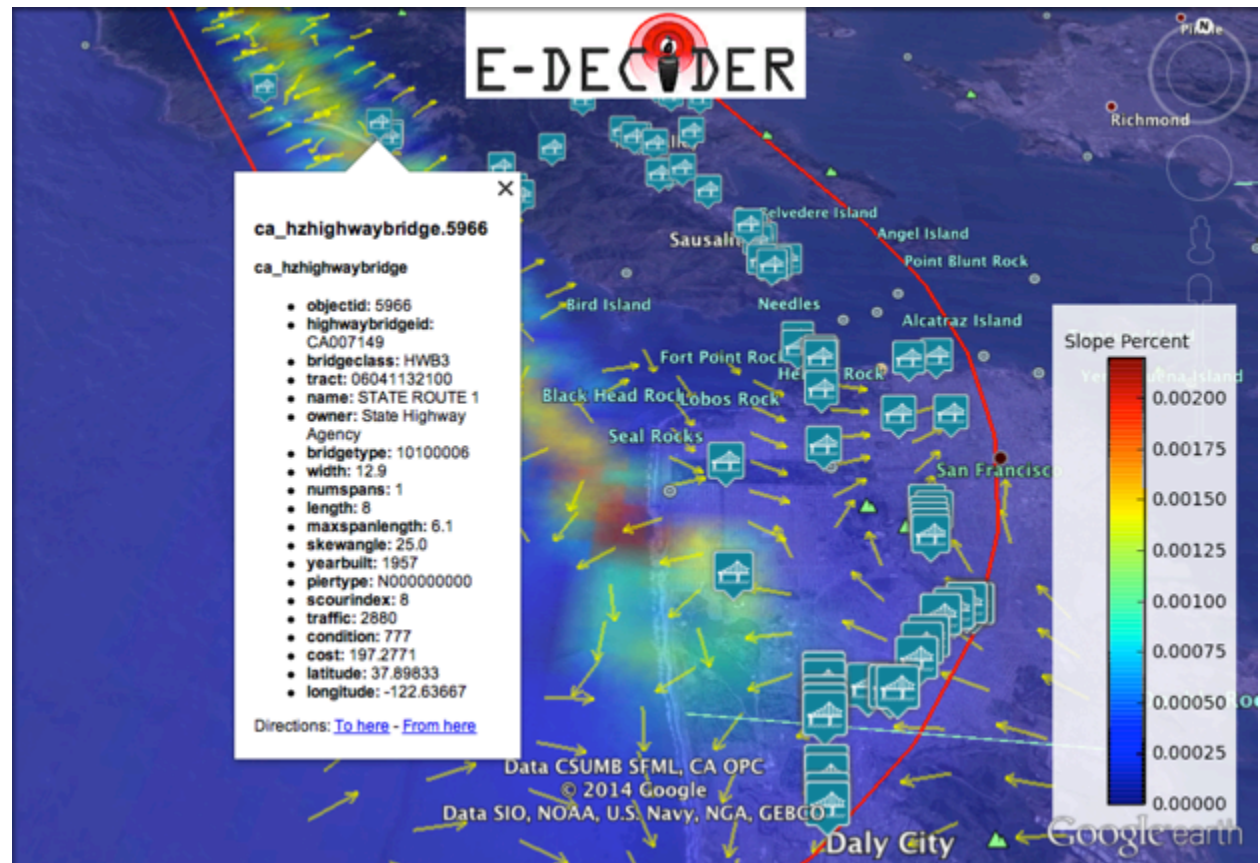 E-DECIDER
Richmond
Belvedere Island
Angel Island
Point Blunt Rock
Bird Island
Needles
Alcatraz Island
Fort Point Rock
Black Head Rock
Lobos Rock
Seal Rocks
San Francisco
Daly City
ca_hzhighwaybridge.5966
ca_hzhighwaybridge
objectid: 5966
highwaybridgeid:
CA007149
bridgeclass: HWB3
tract: 06041132100
name: STATE ROUTE 1
owner: State Highway
Agency
bridgetype: 10100006
width: 12.9
numspans: 1
length: 8
maxspanlength: 6.1
skewangle: 25.0
yearbuilt: 1957
piertype: N000000000
scourindex: 8
traffic: 2880
condition: 777
cost: 197.2771
latitude: 37.89833
longitude: -122.63667
Directions: To here - From here
Slope Percent
0.00200
0.00175
0.00150
0.00125
0.00100
0.00075
0.00050
0.00025
0.00000
Data CSUMB SFML, CA OPC
© 2014 Google
Data SIO, NOAA, U.S. Navy, NGA, GEBCO
Google earth